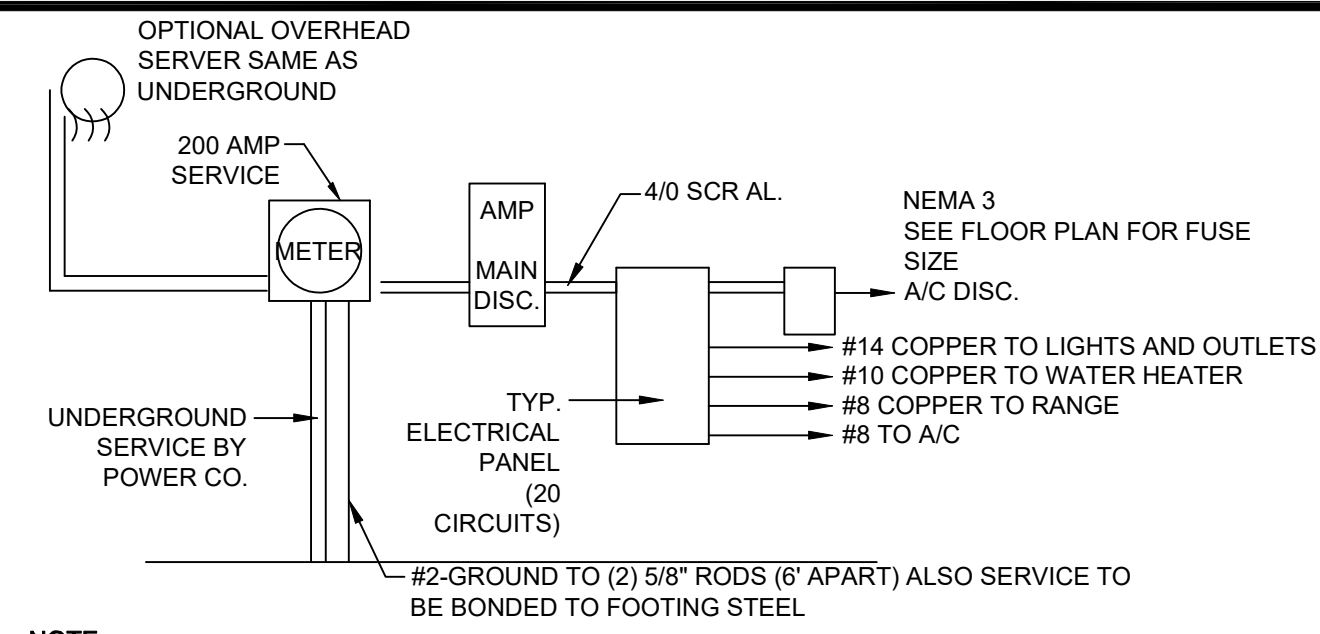 OPTIONAL OVERHEAD
SERVER SAME AS
UNDERGROUND
200 AMP
SERVICE
METER
AMP
MAIN
DISC.
4/0 SCR AL.
NEMA 3
SEE FLOOR PLAN FOR FUSE
SIZE
A/C DISC.
#14 COPPER TO LIGHTS AND OUTLETS
#10 COPPER TO WATER HEATER
#8 COPPER TO RANGE
#8 TO A/C
TYP.
ELECTRICAL
PANEL
(20
CIRCUITS)
UNDERGROUND
SERVICE BY
POWER CO.
#2-GROUND TO (2) 5/8" RODS (6' APART) ALSO SERVICE TO
BE BONDED TO FOOTING STEEL
NOTE